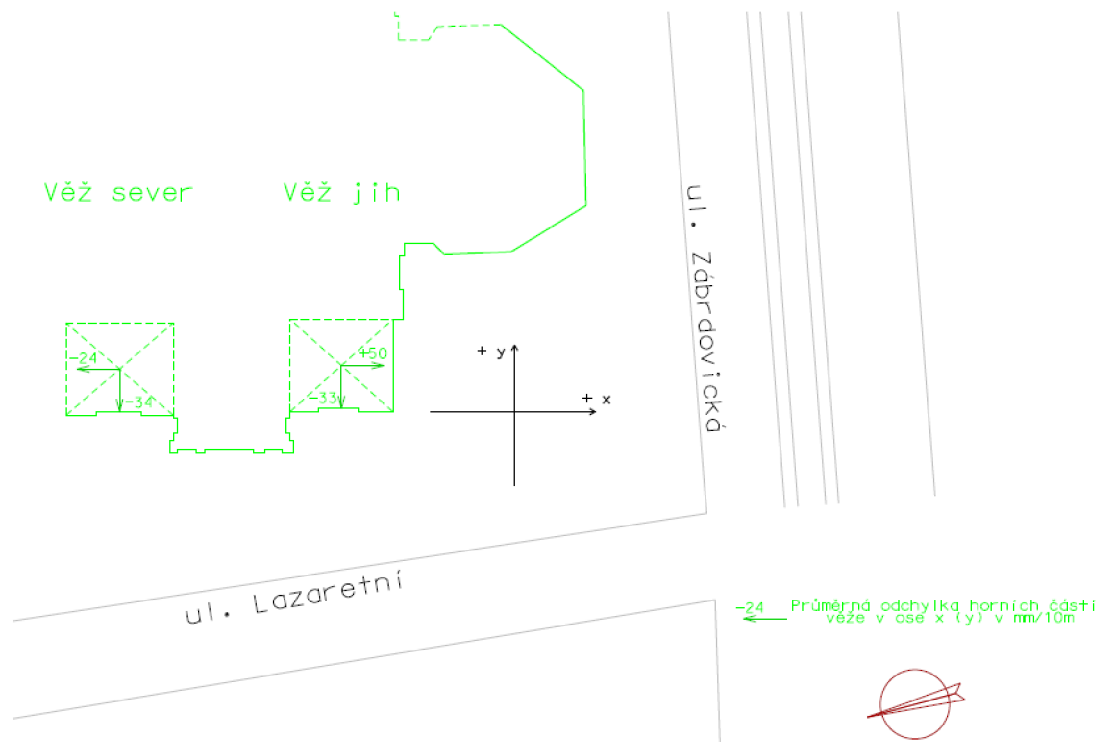 Věž sever
Věž jih
ul. Zábrdovická
-24
-34
+50
-33
+ y
+ x
ul. Lazaretní
-24
Průměrná odchylka horních části
věže v ose x (y) v mm/10m